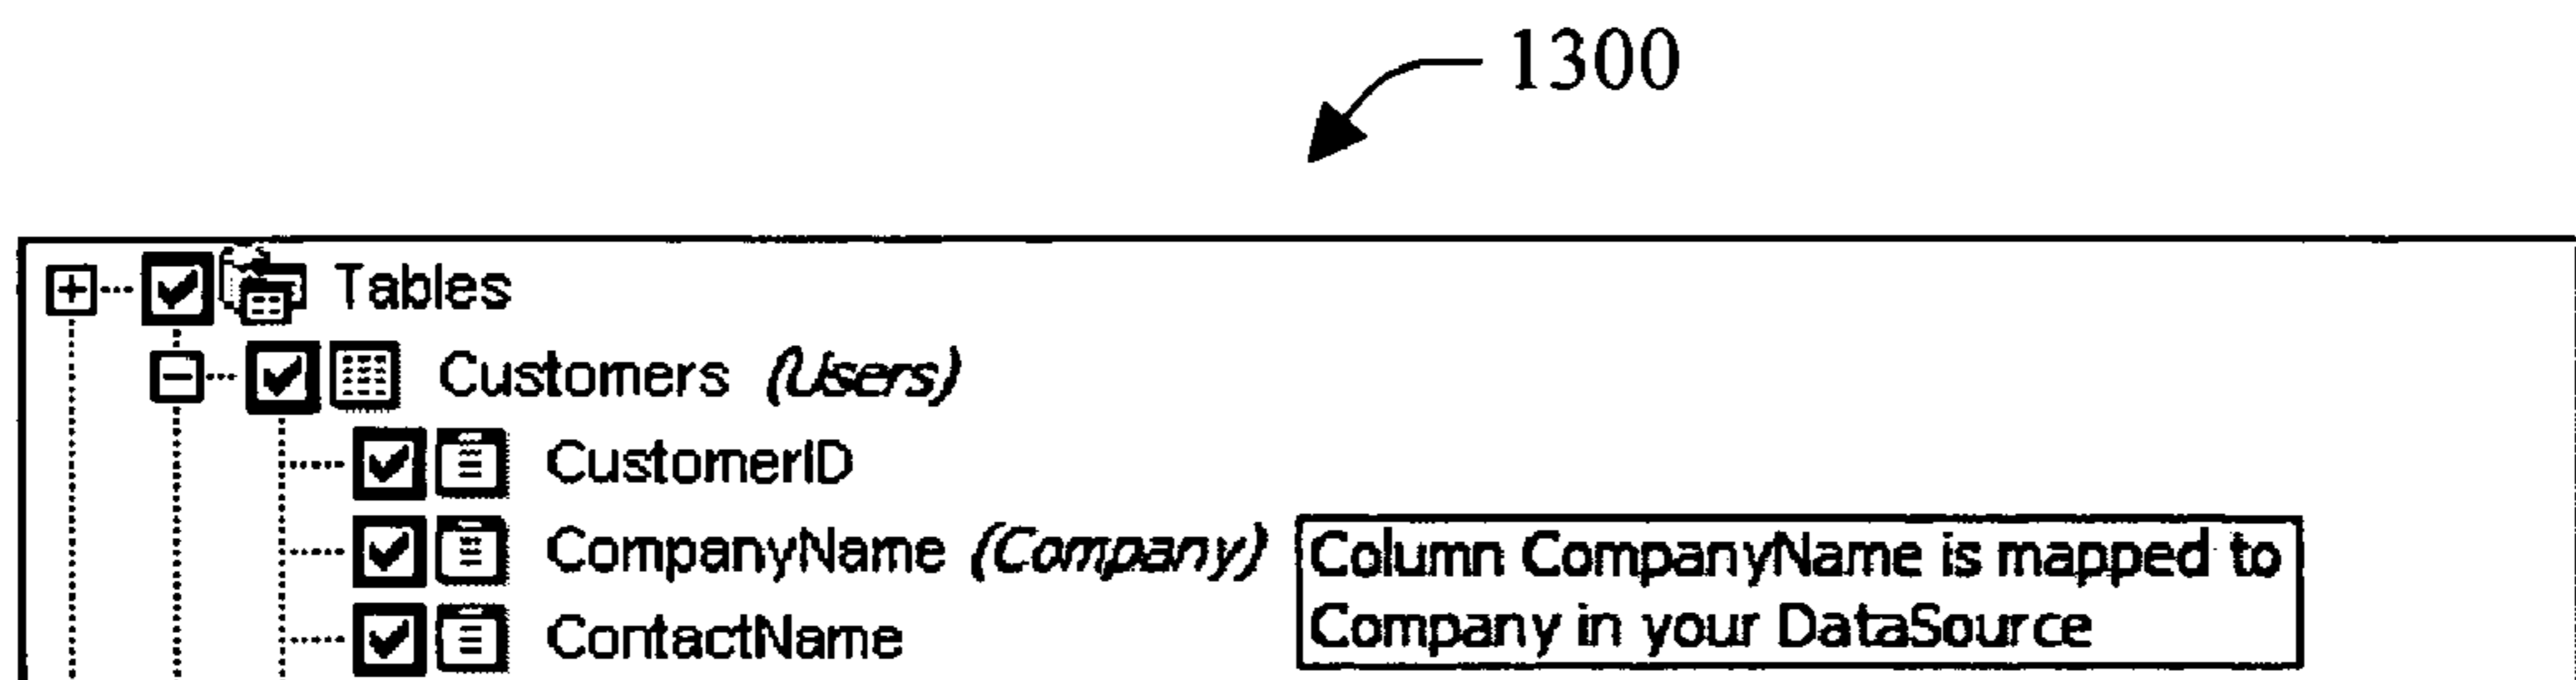 1300
Tables
Customers (Users)
CustomerID
CompanyName (Company)
Column CompanyName is mapped to
Company in your DataSource
ContactName